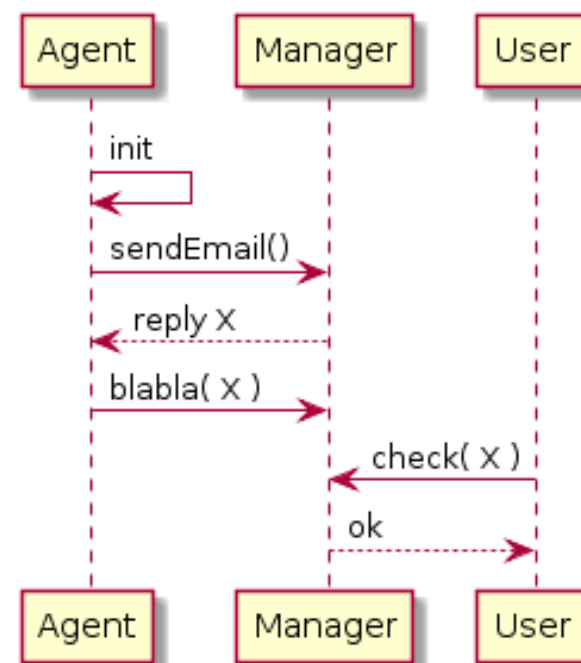 Agent Manager User
init
sendEmail()
reply X
blabla( X )
check( X )
ok
Agent Manager User